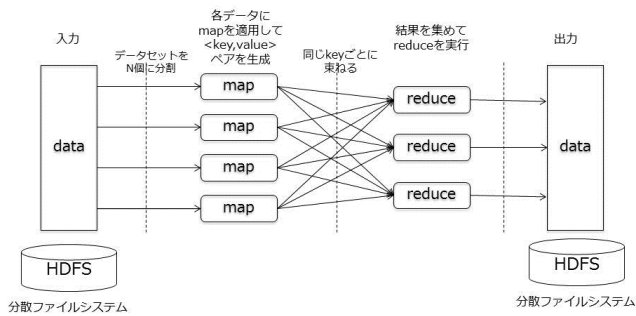 入力
データセットを
N個に分割
各データに
mapを適用して
<key,value>
ペアを生成
同じkeyごとに
束ねる
結果を集めて
reduceを実行
出力
data
map
map
map
map
reduce
reduce
reduce
data
HDFS
分散ファイルシステム
HDFS
分散ファイルシステム